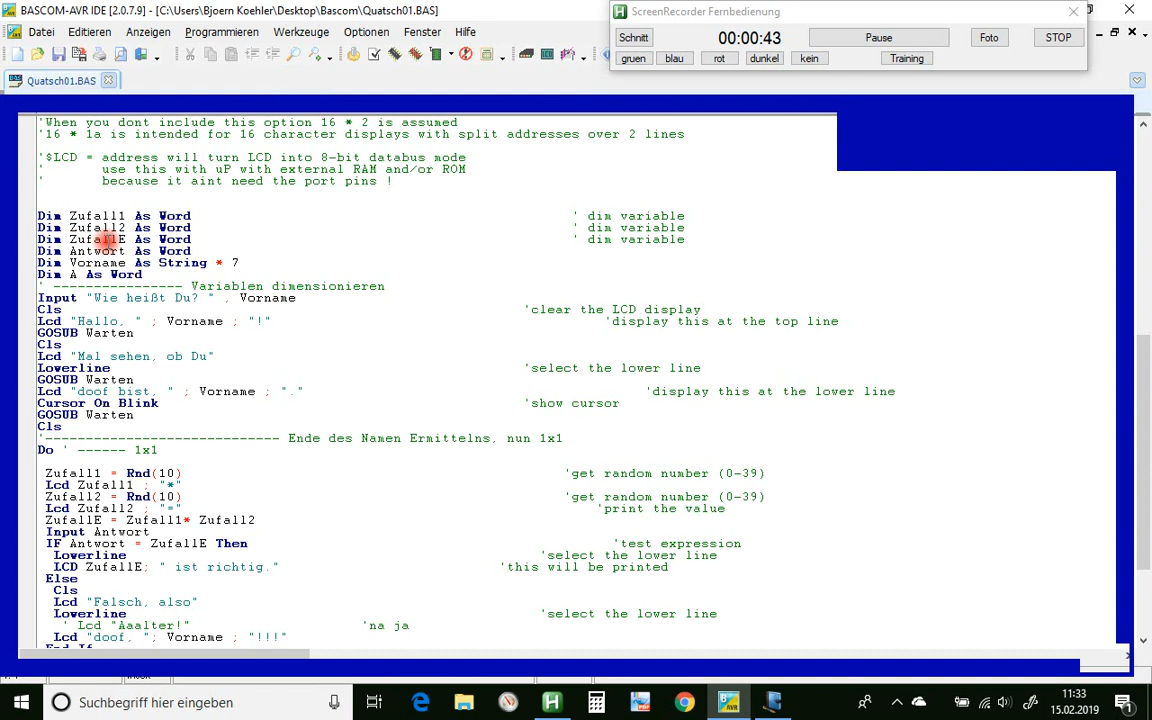 BASCOM-AVR IDE [2.0.7.9] - [C:\Users\Bjoern Koehler\Desktop\Bascom\Quatsch01.BAS]
ScreenRecorder Fernbedienung
Datei Editieren Anzeigen Programmieren Werkzeuge Optionen Fenster Hilfe
Schnitt 00:00:43 Pause Foto STOP
gruen blau rot dunkel kein Training
Quatsch01.BAS
'When you dont include this option 16 * 2 is assumed
'16 * 1a is intended for 16 character displays with split addresses over 2 lines
'$LCD = address will turn LCD into 8-bit databus mode
' use this with uP with external RAM and/or ROM
' because it aint need the port pins !
Dim Zufall1 As Word ' dim variable
Dim Zufall2 As Word ' dim variable
Dim ZufallE As Word ' dim variable
Dim Antwort As Word
Dim Vorname As String * 7
Dim A As Word
' ---------------- Variablen dimensionieren
Input "Wie heißt Du? " , Vorname
Cls 'clear the LCD display
Lcd "Hallo, " ; Vorname ; "!" 'display this at the top line
GOSUB Warten
Cls
Lcd "Mal sehen, ob Du"
Lowerline 'select the lower line
GOSUB Warten
Lcd "doof bist, " ; Vorname ; "." 'display this at the lower line
Cursor On Blink 'show cursor
GOSUB Warten
Cls
'---------------------------- Ende des Namen Ermittelns, nun 1x1
Do ' ------ 1x1
Zufall1 = Rnd(10) 'get random number (0-39)
Lcd Zufall1 ; "*"
Zufall2 = Rnd(10) 'get random number (0-39)
Lcd Zufall2 ; "=" 'print the value
ZufallE = Zufall1* Zufall2
Input Antwort
IF Antwort = ZufallE Then 'test expression
Lowerline 'select the lower line
LCD ZufallE; " ist richtig." 'this will be printed
Else
Cls
Lcd "Falsch, also"
Lowerline 'select the lower line
' Lcd "Aaalter!" 'na ja
Lcd "doof, "; Vorname ; "!!!"
End If
Suchbegriff hier eingeben
11:33
15.02.2019